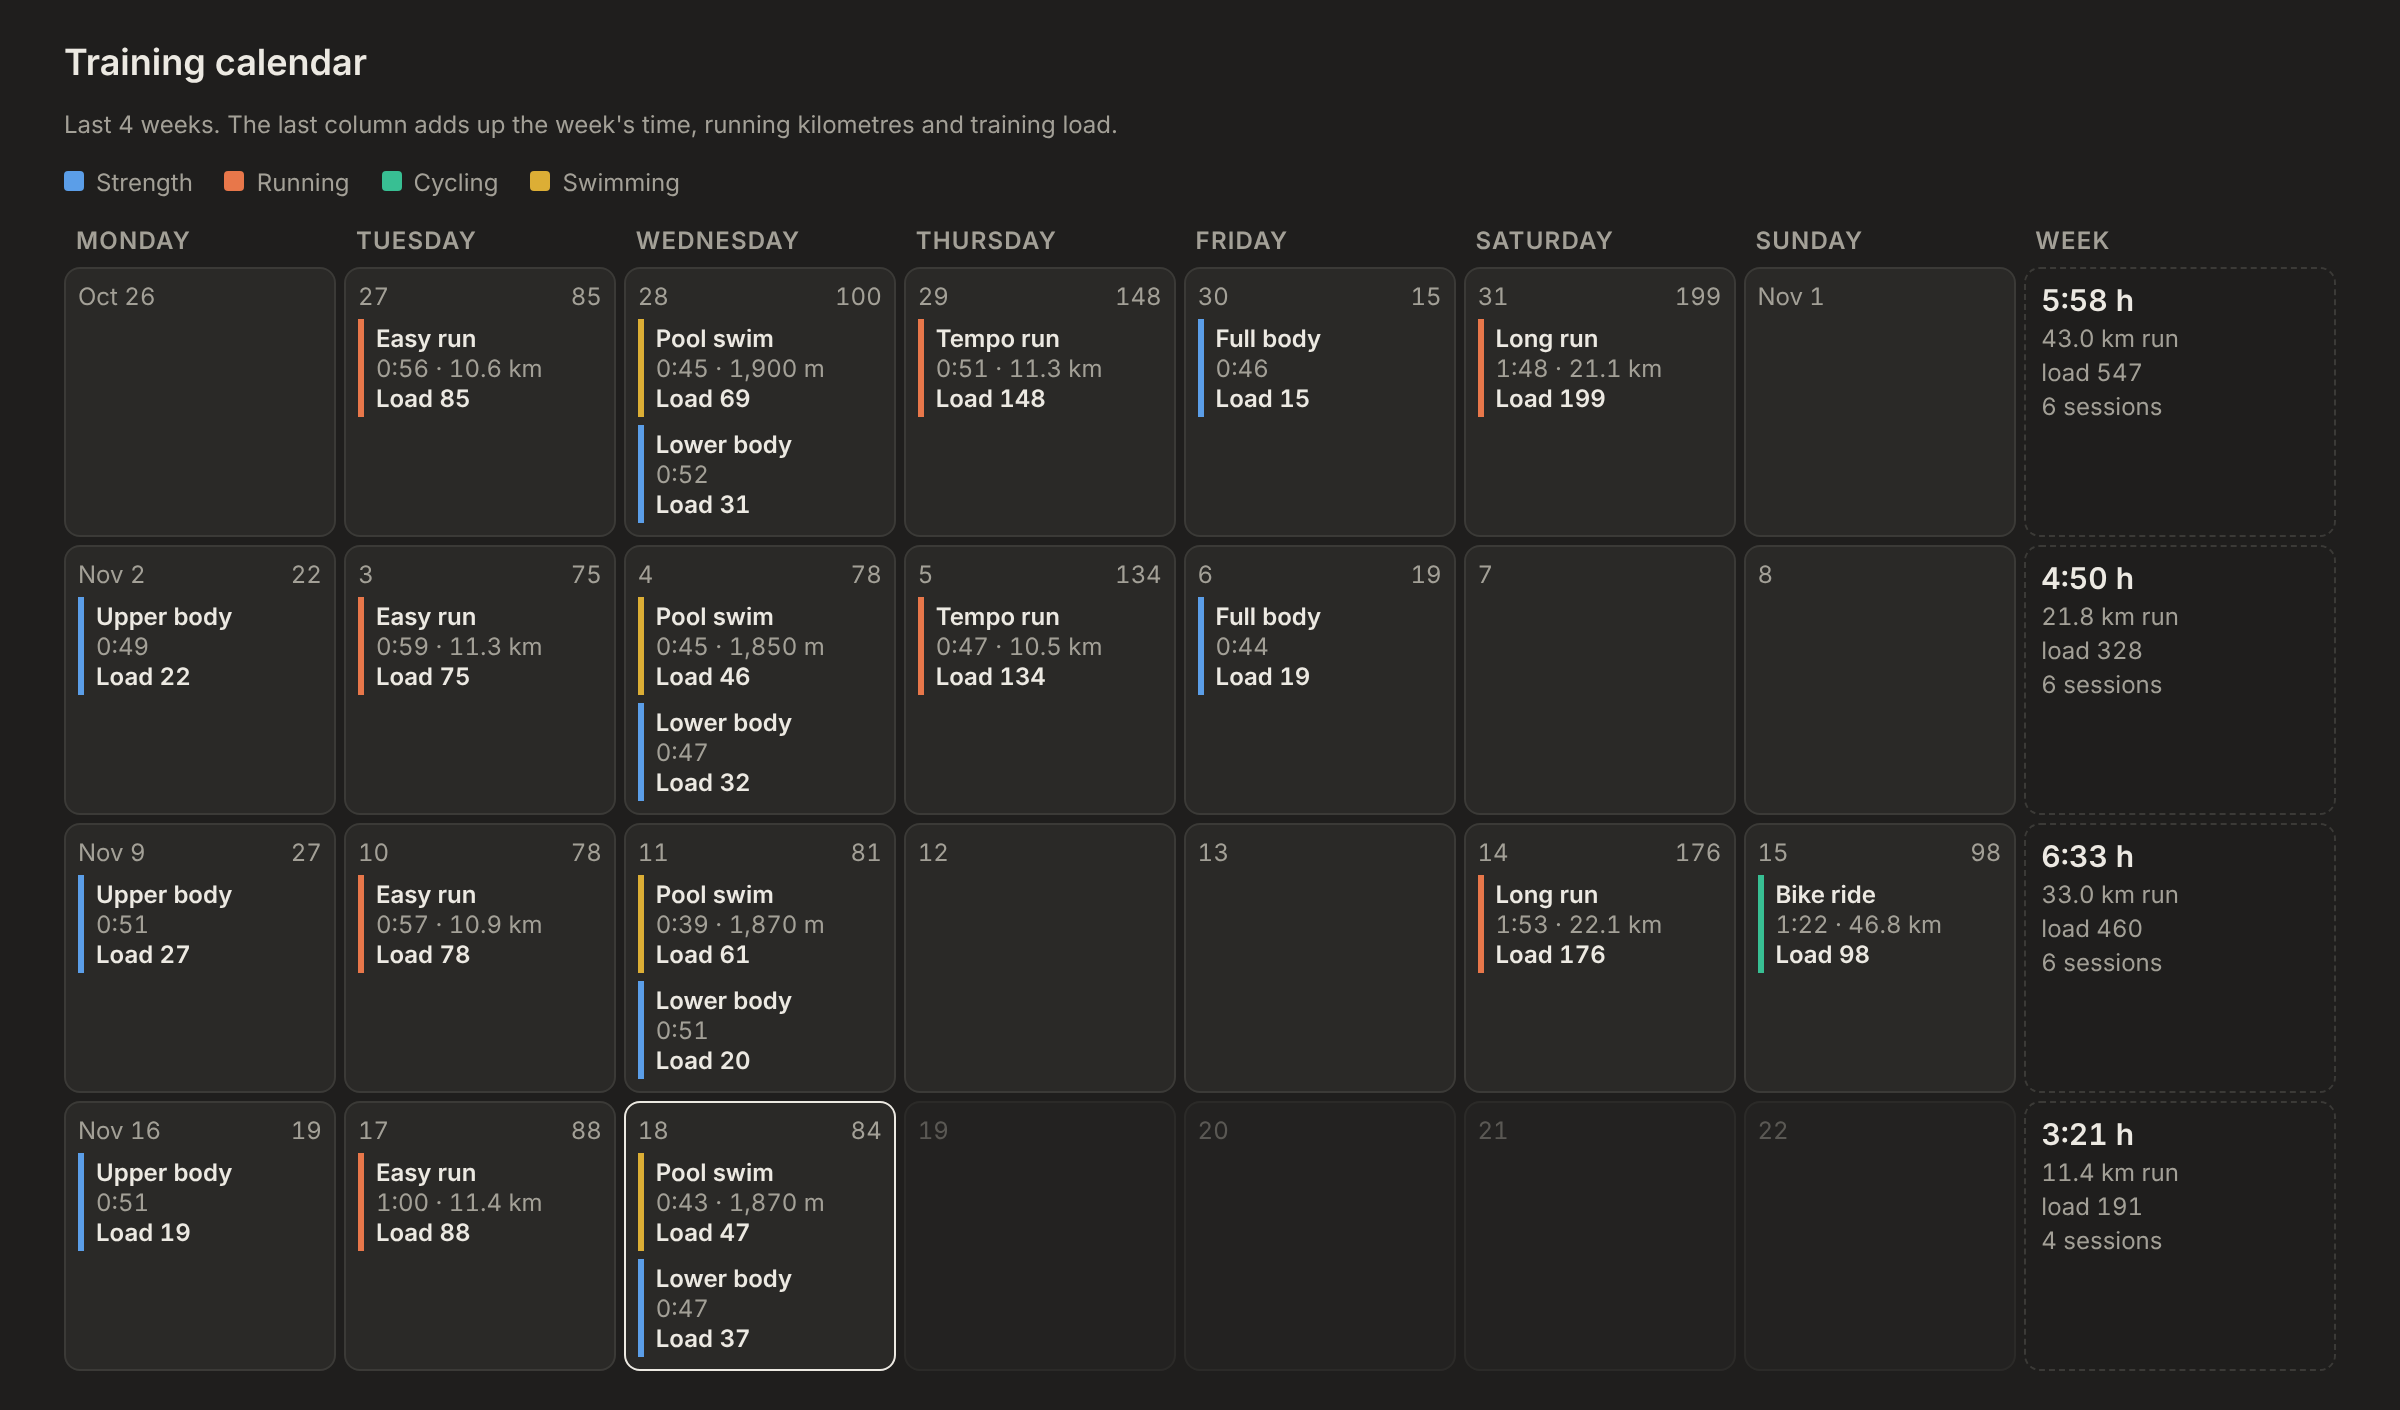 Training calendar
Last 4 weeks. The last column adds up the week's time, running kilometres and training load.
Strength Running Cycling Swimming
MONDAY TUESDAY WEDNESDAY THURSDAY FRIDAY SATURDAY SUNDAY WEEK
Oct 26
27 85
Easy run
0:56 · 10.6 km
Load 85
28 100
Pool swim
0:45 · 1,900 m
Load 69
Lower body
0:52
Load 31
29 148
Tempo run
0:51 · 11.3 km
Load 148
30 15
Full body
0:46
Load 15
31 199
Long run
1:48 · 21.1 km
Load 199
Nov 1
5:58 h
43.0 km run
load 547
6 sessions
Nov 2 22
Upper body
0:49
Load 22
3 75
Easy run
0:59 · 11.3 km
Load 75
4 78
Pool swim
0:45 · 1,850 m
Load 46
Lower body
0:47
Load 32
5 134
Tempo run
0:47 · 10.5 km
Load 134
6 19
Full body
0:44
Load 19
7
8
4:50 h
21.8 km run
load 328
6 sessions
Nov 9 27
Upper body
0:51
Load 27
10 78
Easy run
0:57 · 10.9 km
Load 78
11 81
Pool swim
0:39 · 1,870 m
Load 61
Lower body
0:51
Load 20
12
13
14 176
Long run
1:53 · 22.1 km
Load 176
15 98
Bike ride
1:22 · 46.8 km
Load 98
6:33 h
33.0 km run
load 460
6 sessions
Nov 16 19
Upper body
0:51
Load 19
17 88
Easy run
1:00 · 11.4 km
Load 88
18 84
Pool swim
0:43 · 1,870 m
Load 47
Lower body
0:47
Load 37
19
20
21
22
3:21 h
11.4 km run
load 191
4 sessions